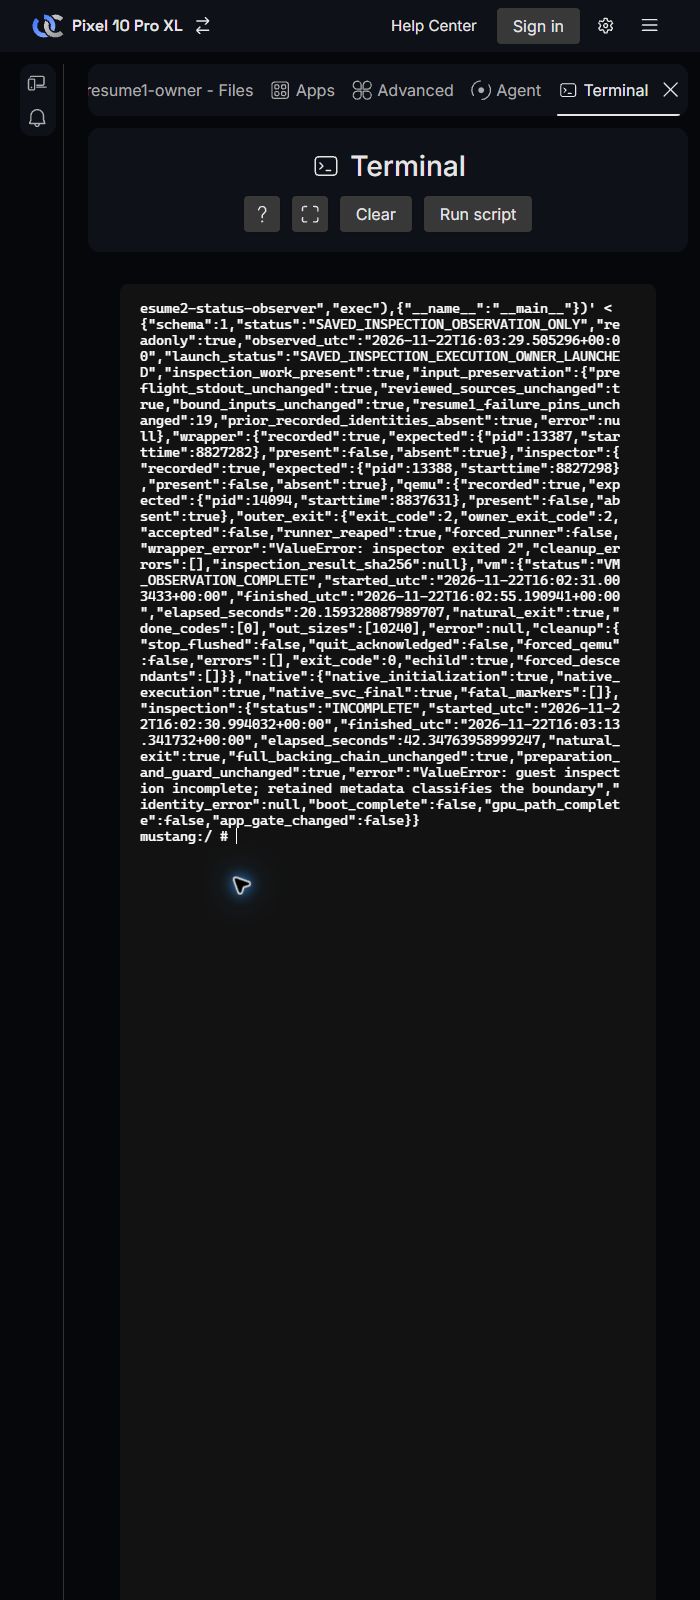 Pixel 10 Pro XL
Help Center
Sign in
resume1-owner - Files
Apps
Advanced
Agent
Terminal
Terminal
?
Clear
Run script
esume2-status-observer","exec"),{"__name__":"__main__"})' <
{"schema":1,"status":"SAVED_INSPECTION_OBSERVATION_ONLY","re
adonly":true,"observed_utc":"2026-11-22T16:03:29.505296+00:0
0","launch_status":"SAVED_INSPECTION_EXECUTION_OWNER_LAUNCHE
D","inspection_work_present":true,"input_preservation":{"pre
flight_stdout_unchanged":true,"reviewed_sources_unchanged":t
rue,"bound_inputs_unchanged":true,"resume1_failure_pins_unch
anged":19,"prior_recorded_identities_absent":true,"error":nu
ll},"wrapper":{"recorded":true,"expected":{"pid":13387,"star
ttime":8827282},"present":false,"absent":true},"inspector":{
"recorded":true,"expected":{"pid":13388,"starttime":8827298}
,"present":false,"absent":true},"qemu":{"recorded":true,"exp
ected":{"pid":14094,"starttime":8837631},"present":false,"ab
sent":true},"outer_exit":{"exit_code":2,"owner_exit_code":2,
"accepted":false,"runner_reaped":true,"forced_runner":false,
"wrapper_error":"ValueError: inspector exited 2","cleanup_er
rors":[],"inspection_result_sha256":null},"vm":{"status":"VM
_OBSERVATION_COMPLETE","started_utc":"2026-11-22T16:02:31.00
3433+00:00","finished_utc":"2026-11-22T16:02:55.190941+00:00
","elapsed_seconds":20.159328087989707,"natural_exit":true,"
done_codes":[0],"out_sizes":[10240],"error":null,"cleanup":{
"stop_flushed":false,"quit_acknowledged":false,"forced_qemu"
:false,"errors":[],"exit_code":0,"echild":true,"forced_desce
ndants":[]}},"native":{"native_initialization":true,"native_
execution":true,"native_svc_final":true,"fatal_markers":[]},
"inspection":{"status":"INCOMPLETE","started_utc":"2026-11-2
2T16:02:30.994032+00:00","finished_utc":"2026-11-22T16:03:13
.341732+00:00","elapsed_seconds":42.34763958999247,"natural_
exit":true,"full_backing_chain_unchanged":true,"preparation_
and_guard_unchanged":true,"error":"ValueError: guest inspect
ion incomplete; retained metadata classifies the boundary","
identity_error":null,"boot_complete":false,"gpu_path_complet
e":false,"app_gate_changed":false}}
mustang:/ #